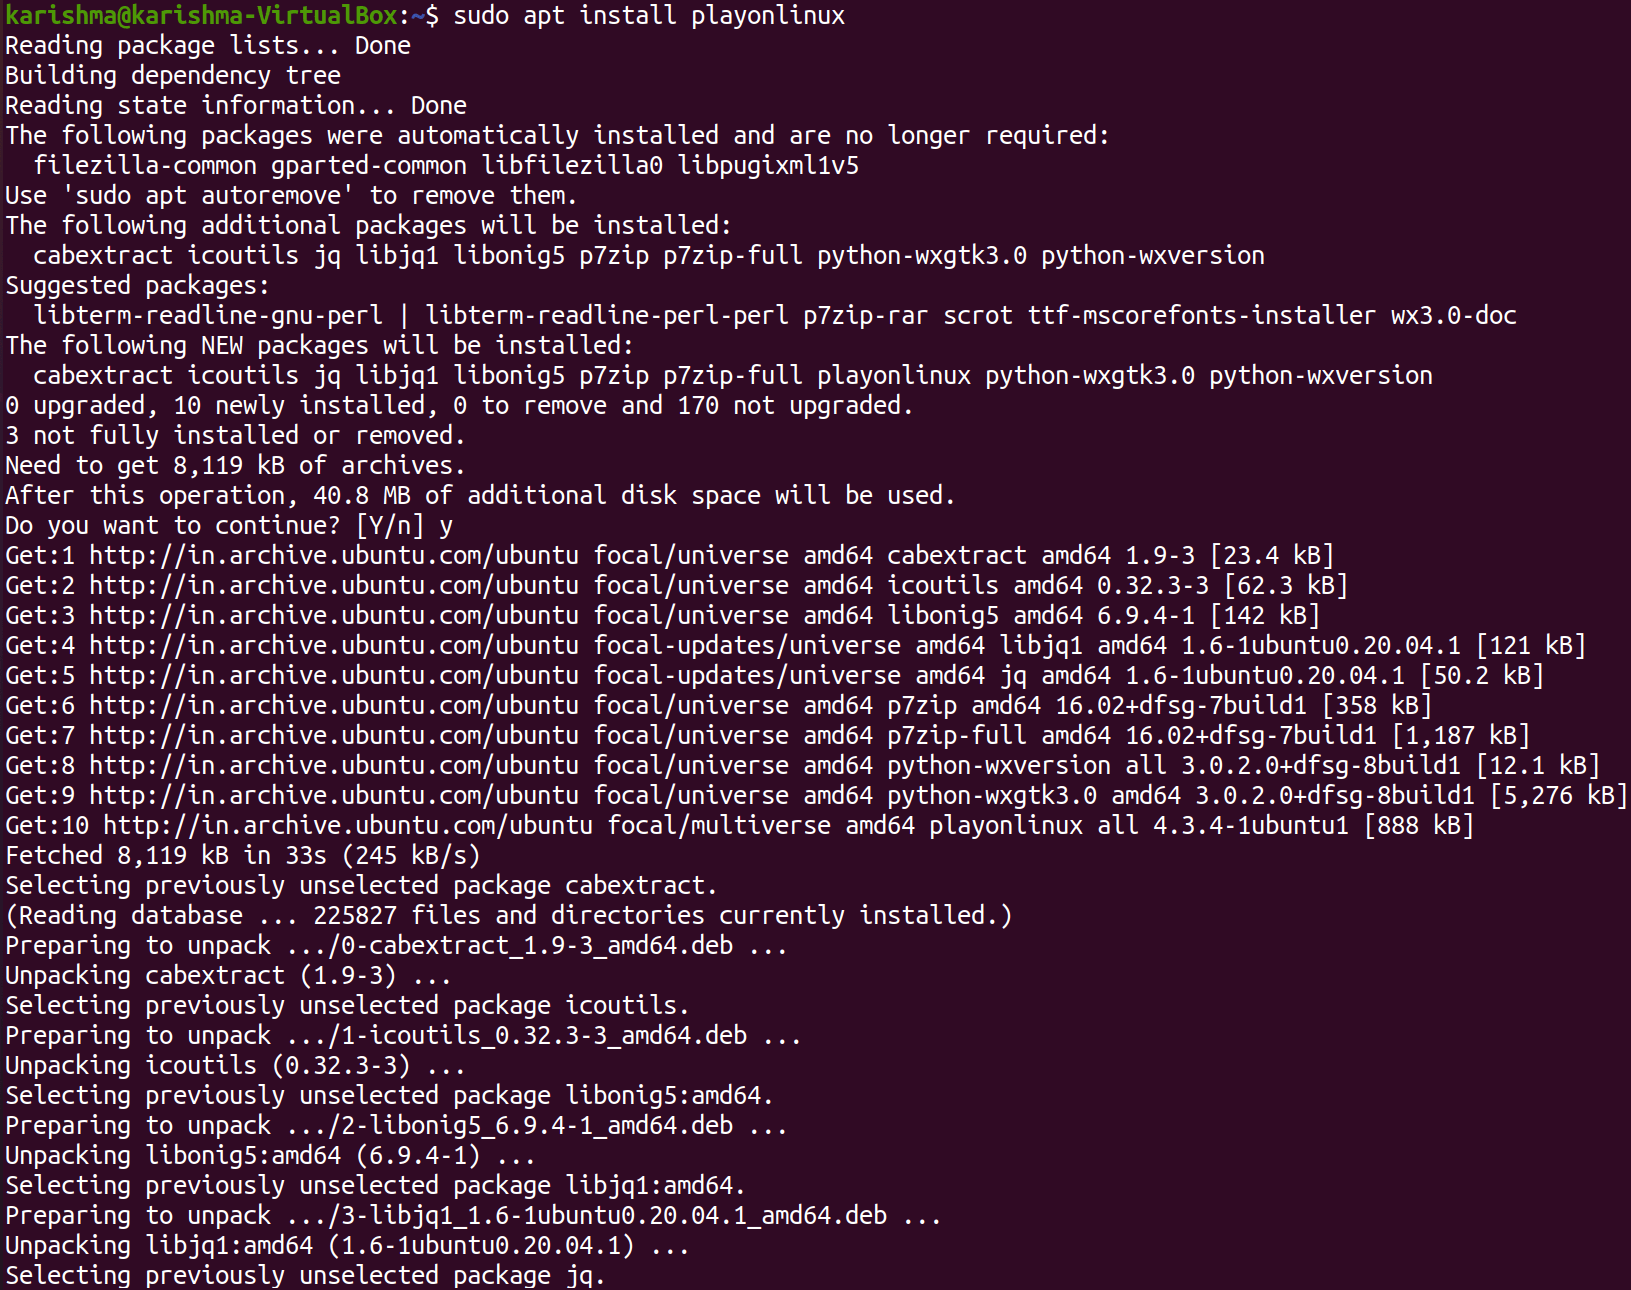 karishma@karishma-VirtualBox:~$ sudo apt install playonlinux
Reading package lists... Done
Building dependency tree
Reading state information... Done
The following packages were automatically installed and are no longer required:
  filezilla-common gparted-common libfilezilla0 libpugixml1v5
Use 'sudo apt autoremove' to remove them.
The following additional packages will be installed:
  cabextract icoutils jq libjq1 libonig5 p7zip p7zip-full python-wxgtk3.0 python-wxversion
Suggested packages:
  libterm-readline-gnu-perl | libterm-readline-perl-perl p7zip-rar scrot ttf-mscorefonts-installer wx3.0-doc
The following NEW packages will be installed:
  cabextract icoutils jq libjq1 libonig5 p7zip p7zip-full playonlinux python-wxgtk3.0 python-wxversion
0 upgraded, 10 newly installed, 0 to remove and 170 not upgraded.
3 not fully installed or removed.
Need to get 8,119 kB of archives.
After this operation, 40.8 MB of additional disk space will be used.
Do you want to continue? [Y/n] y
Get:1 http://in.archive.ubuntu.com/ubuntu focal/universe amd64 cabextract amd64 1.9-3 [23.4 kB]
Get:2 http://in.archive.ubuntu.com/ubuntu focal/universe amd64 icoutils amd64 0.32.3-3 [62.3 kB]
Get:3 http://in.archive.ubuntu.com/ubuntu focal/universe amd64 libonig5 amd64 6.9.4-1 [142 kB]
Get:4 http://in.archive.ubuntu.com/ubuntu focal-updates/universe amd64 libjq1 amd64 1.6-1ubuntu0.20.04.1 [121 kB]
Get:5 http://in.archive.ubuntu.com/ubuntu focal-updates/universe amd64 jq amd64 1.6-1ubuntu0.20.04.1 [50.2 kB]
Get:6 http://in.archive.ubuntu.com/ubuntu focal/universe amd64 p7zip amd64 16.02+dfsg-7build1 [358 kB]
Get:7 http://in.archive.ubuntu.com/ubuntu focal/universe amd64 p7zip-full amd64 16.02+dfsg-7build1 [1,187 kB]
Get:8 http://in.archive.ubuntu.com/ubuntu focal/universe amd64 python-wxversion all 3.0.2.0+dfsg-8build1 [12.1 kB]
Get:9 http://in.archive.ubuntu.com/ubuntu focal/universe amd64 python-wxgtk3.0 amd64 3.0.2.0+dfsg-8build1 [5,276 kB]
Get:10 http://in.archive.ubuntu.com/ubuntu focal/multiverse amd64 playonlinux all 4.3.4-1ubuntu1 [888 kB]
Fetched 8,119 kB in 33s (245 kB/s)
Selecting previously unselected package cabextract.
(Reading database ... 225827 files and directories currently installed.)
Preparing to unpack .../0-cabextract_1.9-3_amd64.deb ...
Unpacking cabextract (1.9-3) ...
Selecting previously unselected package icoutils.
Preparing to unpack .../1-icoutils_0.32.3-3_amd64.deb ...
Unpacking icoutils (0.32.3-3) ...
Selecting previously unselected package libonig5:amd64.
Preparing to unpack .../2-libonig5_6.9.4-1_amd64.deb ...
Unpacking libonig5:amd64 (6.9.4-1) ...
Selecting previously unselected package libjq1:amd64.
Preparing to unpack .../3-libjq1_1.6-1ubuntu0.20.04.1_amd64.deb ...
Unpacking libjq1:amd64 (1.6-1ubuntu0.20.04.1) ...
Selecting previously unselected package jq.